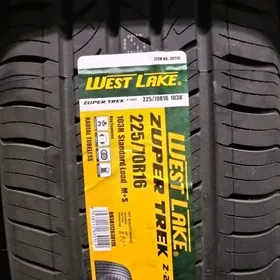 WEST LAKE
ZUPER TREK
225/70R16 103H
WEST LAKE
ZUPER TREK
225/70R16
103H Standard Load M+S
RADIAL TUBELESS